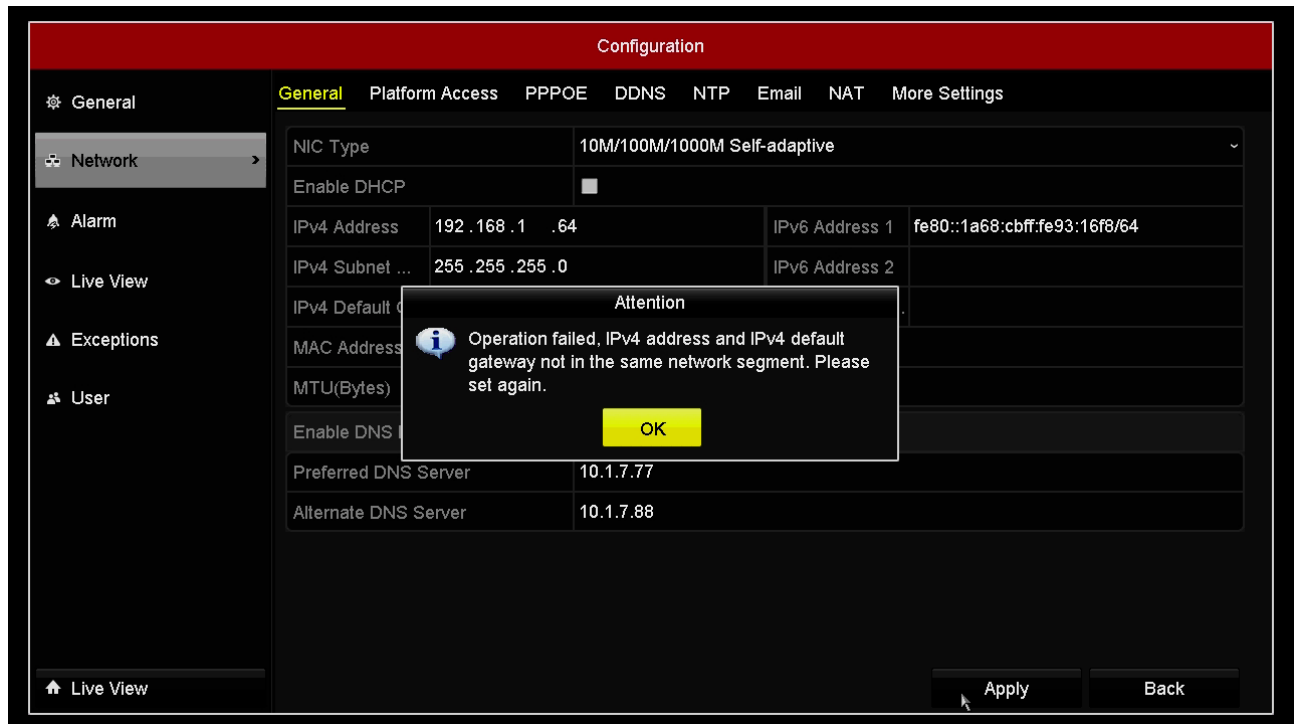 Configuration
General
Network
Alarm
Live View
Exceptions
User
Live View
General Platform Access PPPOE DDNS NTP Email NAT More Settings
NIC Type 10M/100M/1000M Self-adaptive
Enable DHCP
IPv4 Address 192.168.1 .64 IPv6 Address 1 fe80::1a68:cbff:fe93:16f8/64
IPv4 Subnet ... 255.255.255.0 IPv6 Address 2
IPv4 Default
MAC Address
MTU(Bytes)
Enable DNS
Attention
Operation failed, IPv4 address and IPv4 default
gateway not in the same network segment. Please
set again.
OK
Preferred DNS Server 10.1.7.77
Alternate DNS Server 10.1.7.88
Apply Back